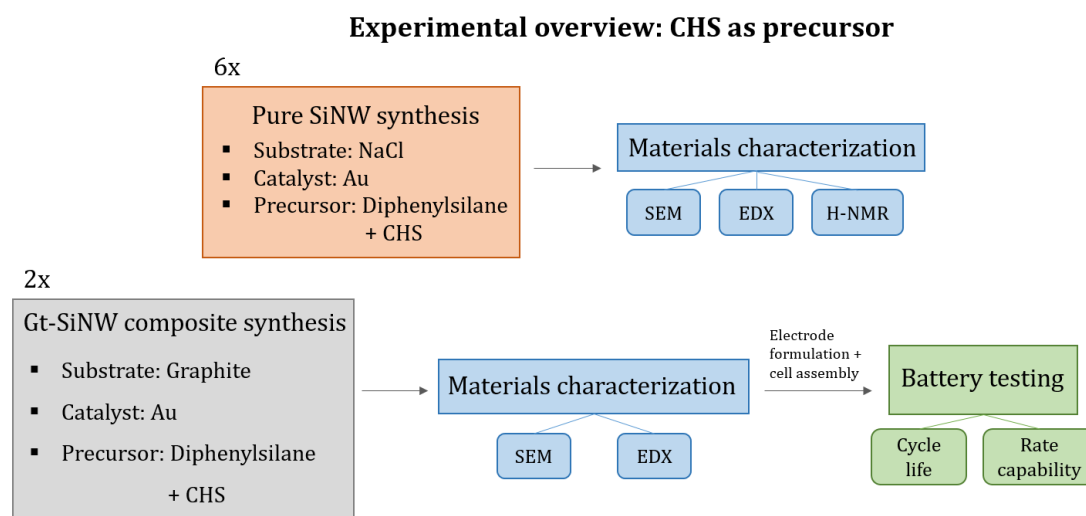 Experimental overview: CHS as precursor
6x
Pure SiNW synthesis
▪ Substrate: NaCl
▪ Catalyst: Au
▪ Precursor: Diphenylsilane
+ CHS
Materials characterization
SEM
EDX
H-NMR
2x
Gt-SiNW composite synthesis
▪ Substrate: Graphite
▪ Catalyst: Au
▪ Precursor: Diphenylsilane
+ CHS
Materials characterization
SEM
EDX
Electrode
formulation +
cell assembly
Battery testing
Cycle
life
Rate
capability